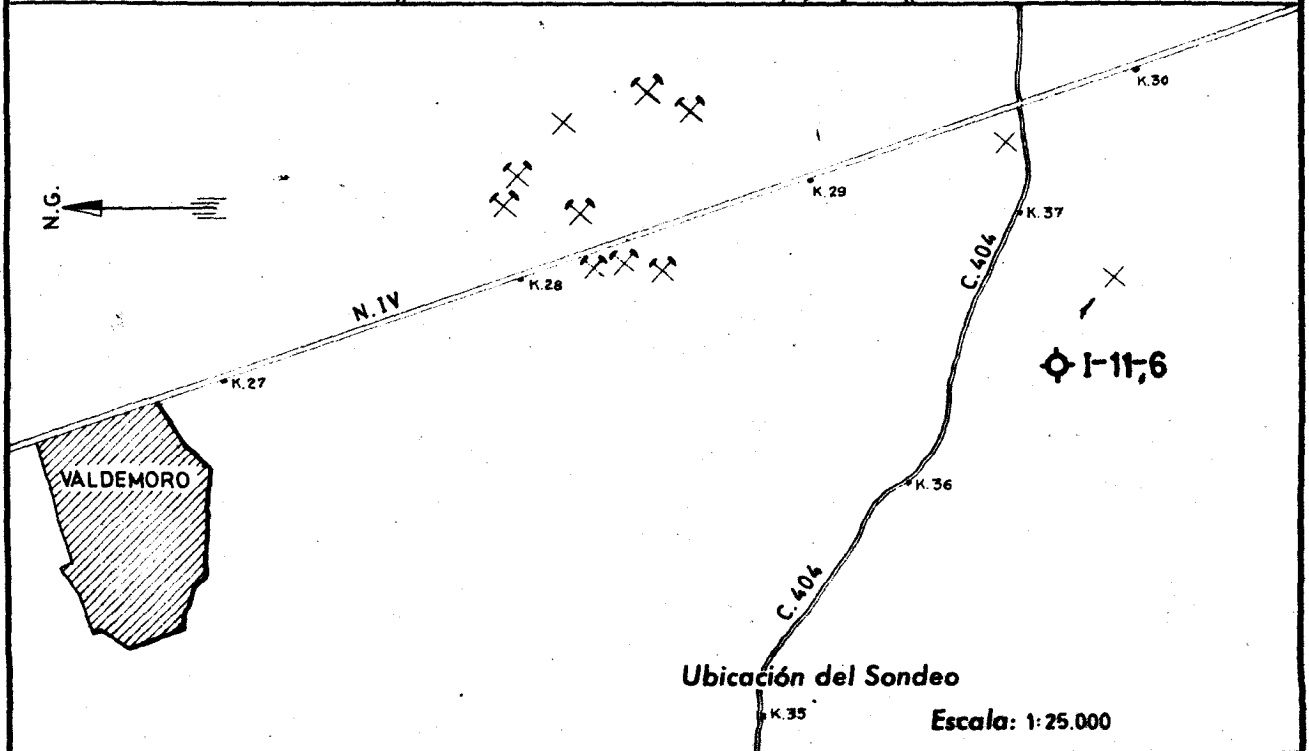 K.30
K.29
N.G.
K.37
C.404
K.28
N.IV
I-11,6
K.27
VALDEMORO
K.36
C.404
Ubicación del Sondeo
K.35
Escala: 1:25.000